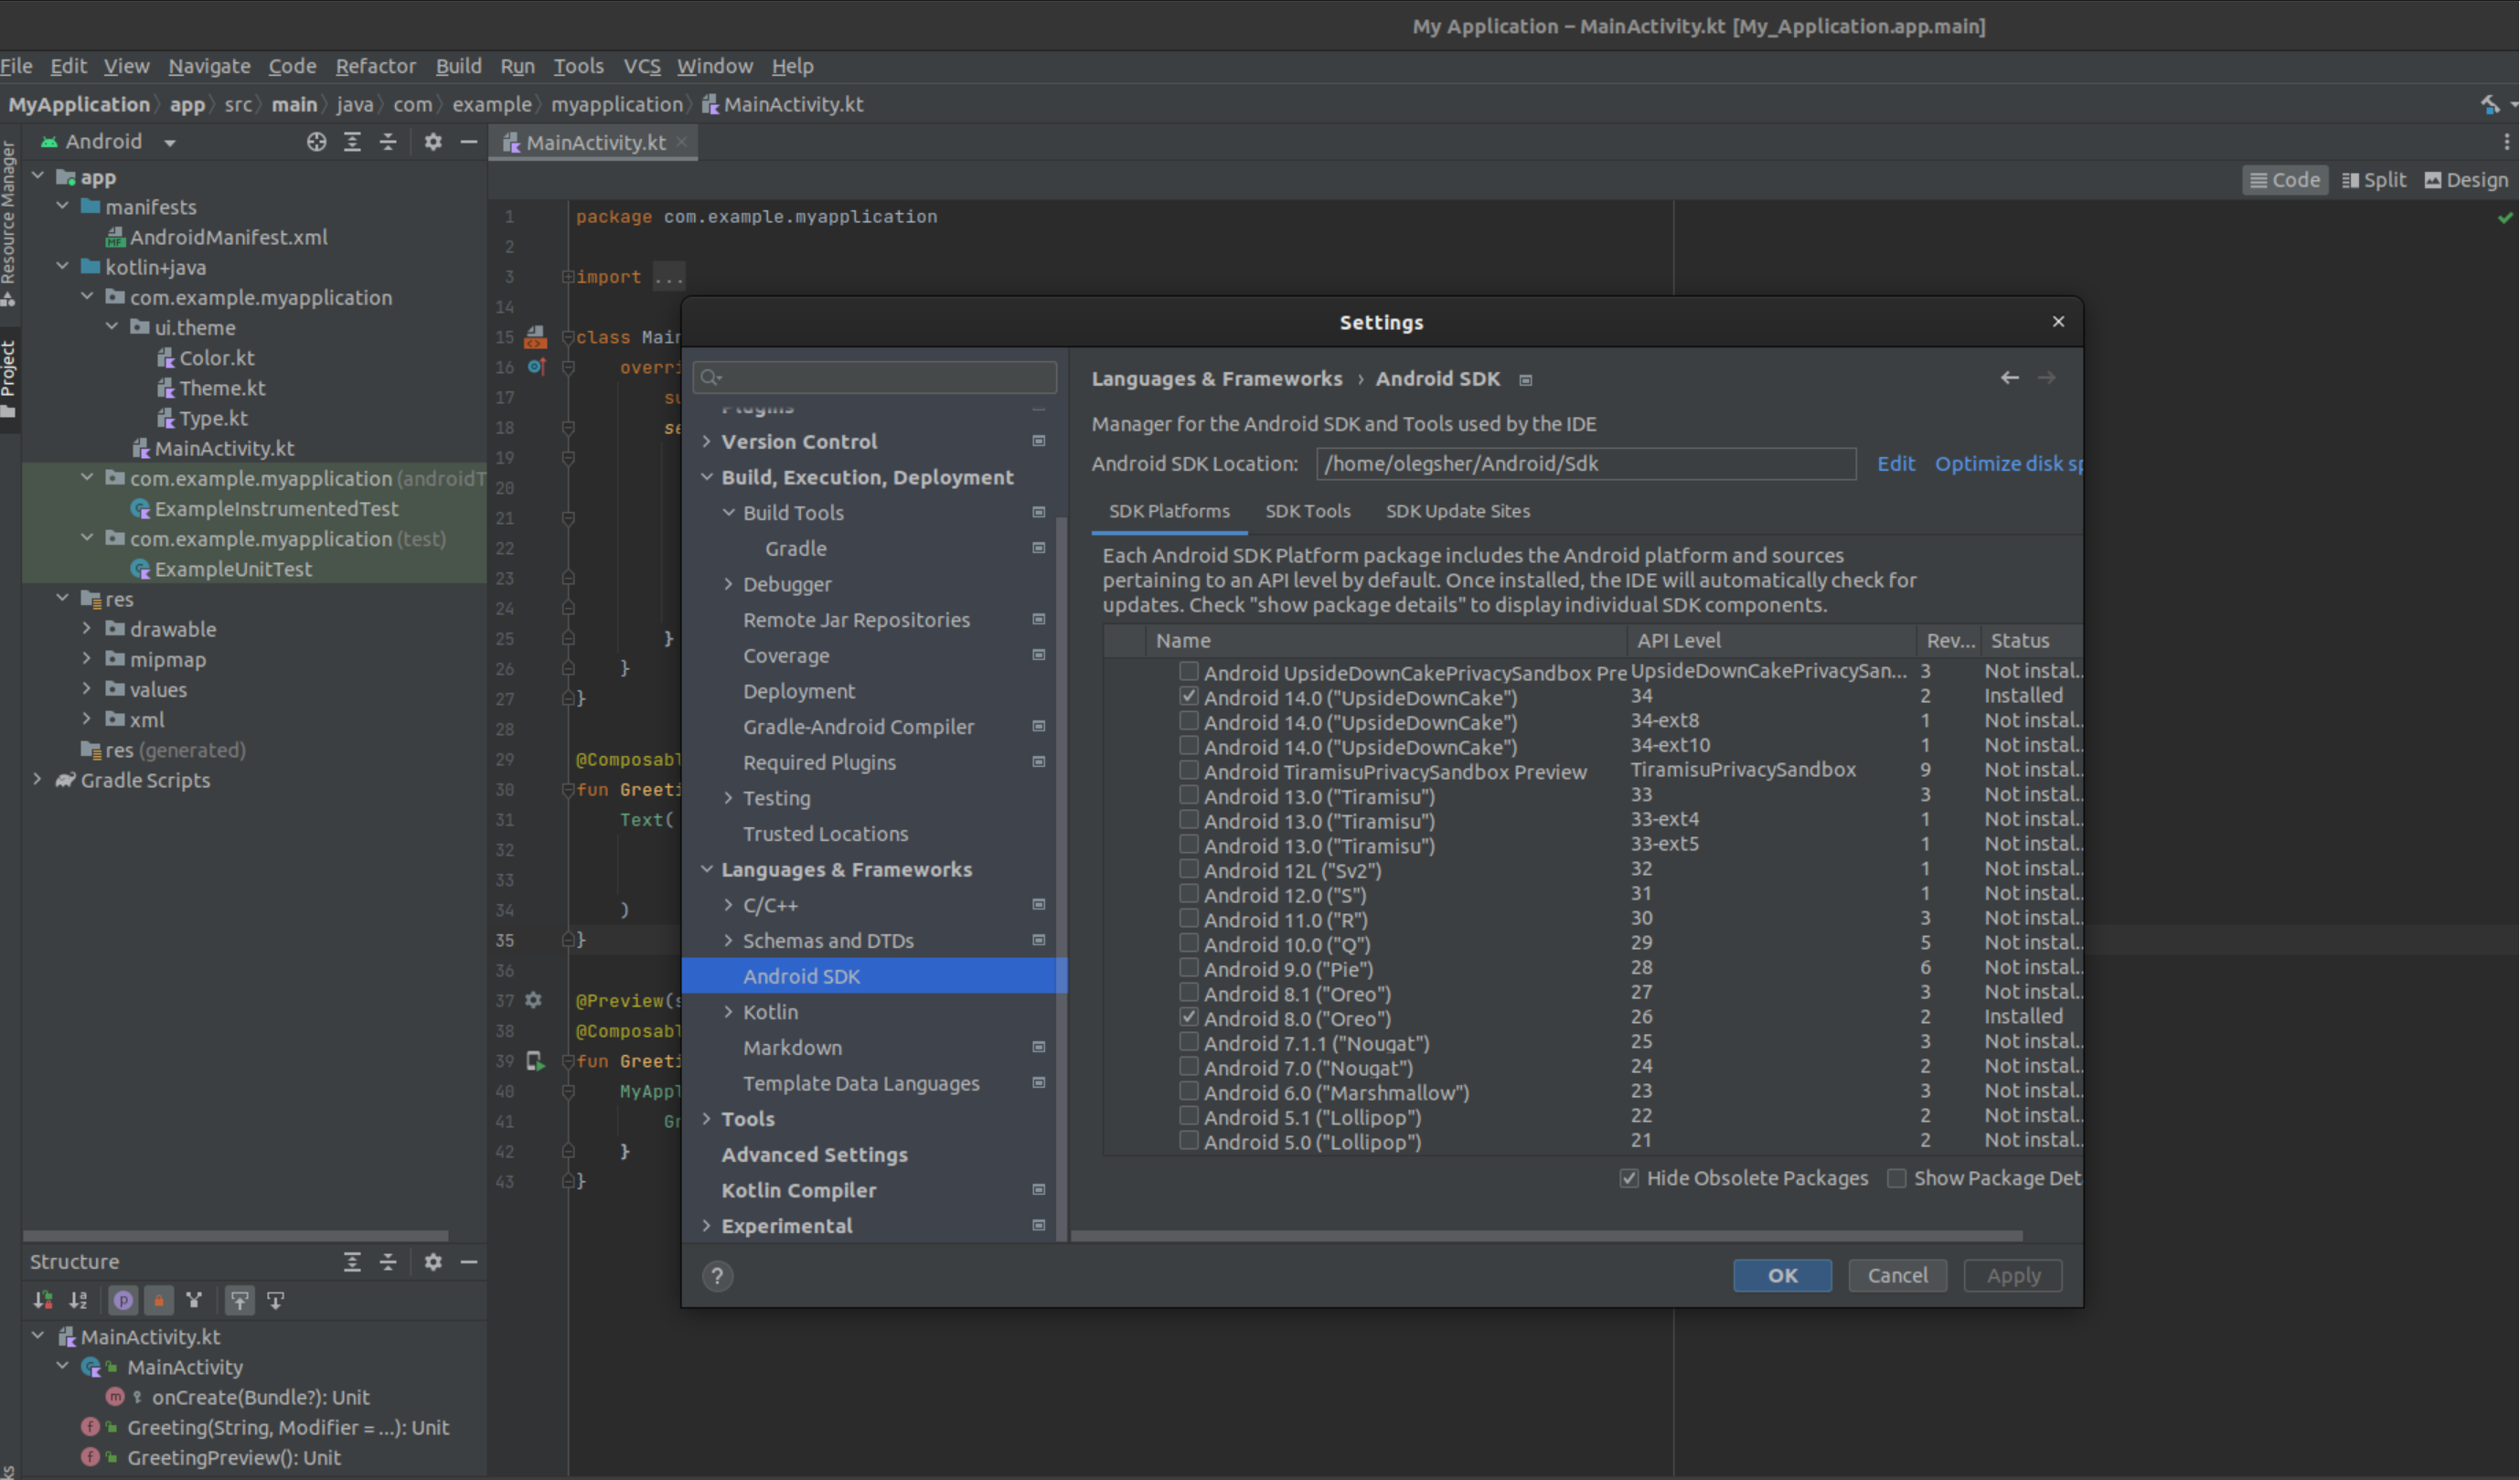 My Application – MainActivity.kt [My_Application.app.main]
File Edit View Navigate Code Refactor Build Run Tools VCS Window Help
MyApplication app src main java com example myapplication MainActivity.kt
Resource Manager
Project
Android
app
manifests
AndroidManifest.xml
kotlin+java
com.example.myapplication
ui.theme
Color.kt
Theme.kt
Type.kt
MainActivity.kt
com.example.myapplication (androidT
ExampleInstrumentedTest
com.example.myapplication (test)
ExampleUnitTest
res
drawable
mipmap
values
xml
res (generated)
Gradle Scripts
Structure
MainActivity.kt
MainActivity
onCreate(Bundle?): Unit
Greeting(String, Modifier = ...): Unit
GreetingPreview(): Unit
MainActivity.kt
Code Split Design
1 package com.example.myapplication
2
3 import ...
14
15 class Main
16 overri
17 su
18 se
19
20
21
22
23
24
25 }
26 }
27 }
28
29 @Composabl
30 fun Greeti
31 Text(
32
33
34 )
35 }
36
37 @Preview(s
38 @Composabl
39 fun Greeti
40 MyAppl
41 Gr
42 }
43 }
Settings
Plugins
Version Control
Build, Execution, Deployment
Build Tools
Gradle
Debugger
Remote Jar Repositories
Coverage
Deployment
Gradle-Android Compiler
Required Plugins
Testing
Trusted Locations
Languages & Frameworks
C/C++
Schemas and DTDs
Android SDK
Kotlin
Markdown
Template Data Languages
Tools
Advanced Settings
Kotlin Compiler
Experimental
Languages & Frameworks › Android SDK
Manager for the Android SDK and Tools used by the IDE
Android SDK Location: /home/olegsher/Android/Sdk Edit Optimize disk sp
SDK Platforms SDK Tools SDK Update Sites
Each Android SDK Platform package includes the Android platform and sources
pertaining to an API level by default. Once installed, the IDE will automatically check for
updates. Check "show package details" to display individual SDK components.
Name API Level Rev... Status
Android UpsideDownCakePrivacySandbox Pre UpsideDownCakePrivacySan... 3 Not instal..
Android 14.0 ("UpsideDownCake") 34 2 Installed
Android 14.0 ("UpsideDownCake") 34-ext8 1 Not instal..
Android 14.0 ("UpsideDownCake") 34-ext10 1 Not instal..
Android TiramisuPrivacySandbox Preview TiramisuPrivacySandbox 9 Not instal..
Android 13.0 ("Tiramisu") 33 3 Not instal..
Android 13.0 ("Tiramisu") 33-ext4 1 Not instal..
Android 13.0 ("Tiramisu") 33-ext5 1 Not instal..
Android 12L ("Sv2") 32 1 Not instal..
Android 12.0 ("S") 31 1 Not instal..
Android 11.0 ("R") 30 3 Not instal..
Android 10.0 ("Q") 29 5 Not instal..
Android 9.0 ("Pie") 28 6 Not instal..
Android 8.1 ("Oreo") 27 3 Not instal..
Android 8.0 ("Oreo") 26 2 Installed
Android 7.1.1 ("Nougat") 25 3 Not instal..
Android 7.0 ("Nougat") 24 2 Not instal..
Android 6.0 ("Marshmallow") 23 3 Not instal..
Android 5.1 ("Lollipop") 22 2 Not instal..
Android 5.0 ("Lollipop") 21 2 Not instal..
Hide Obsolete Packages Show Package Det
? OK Cancel Apply